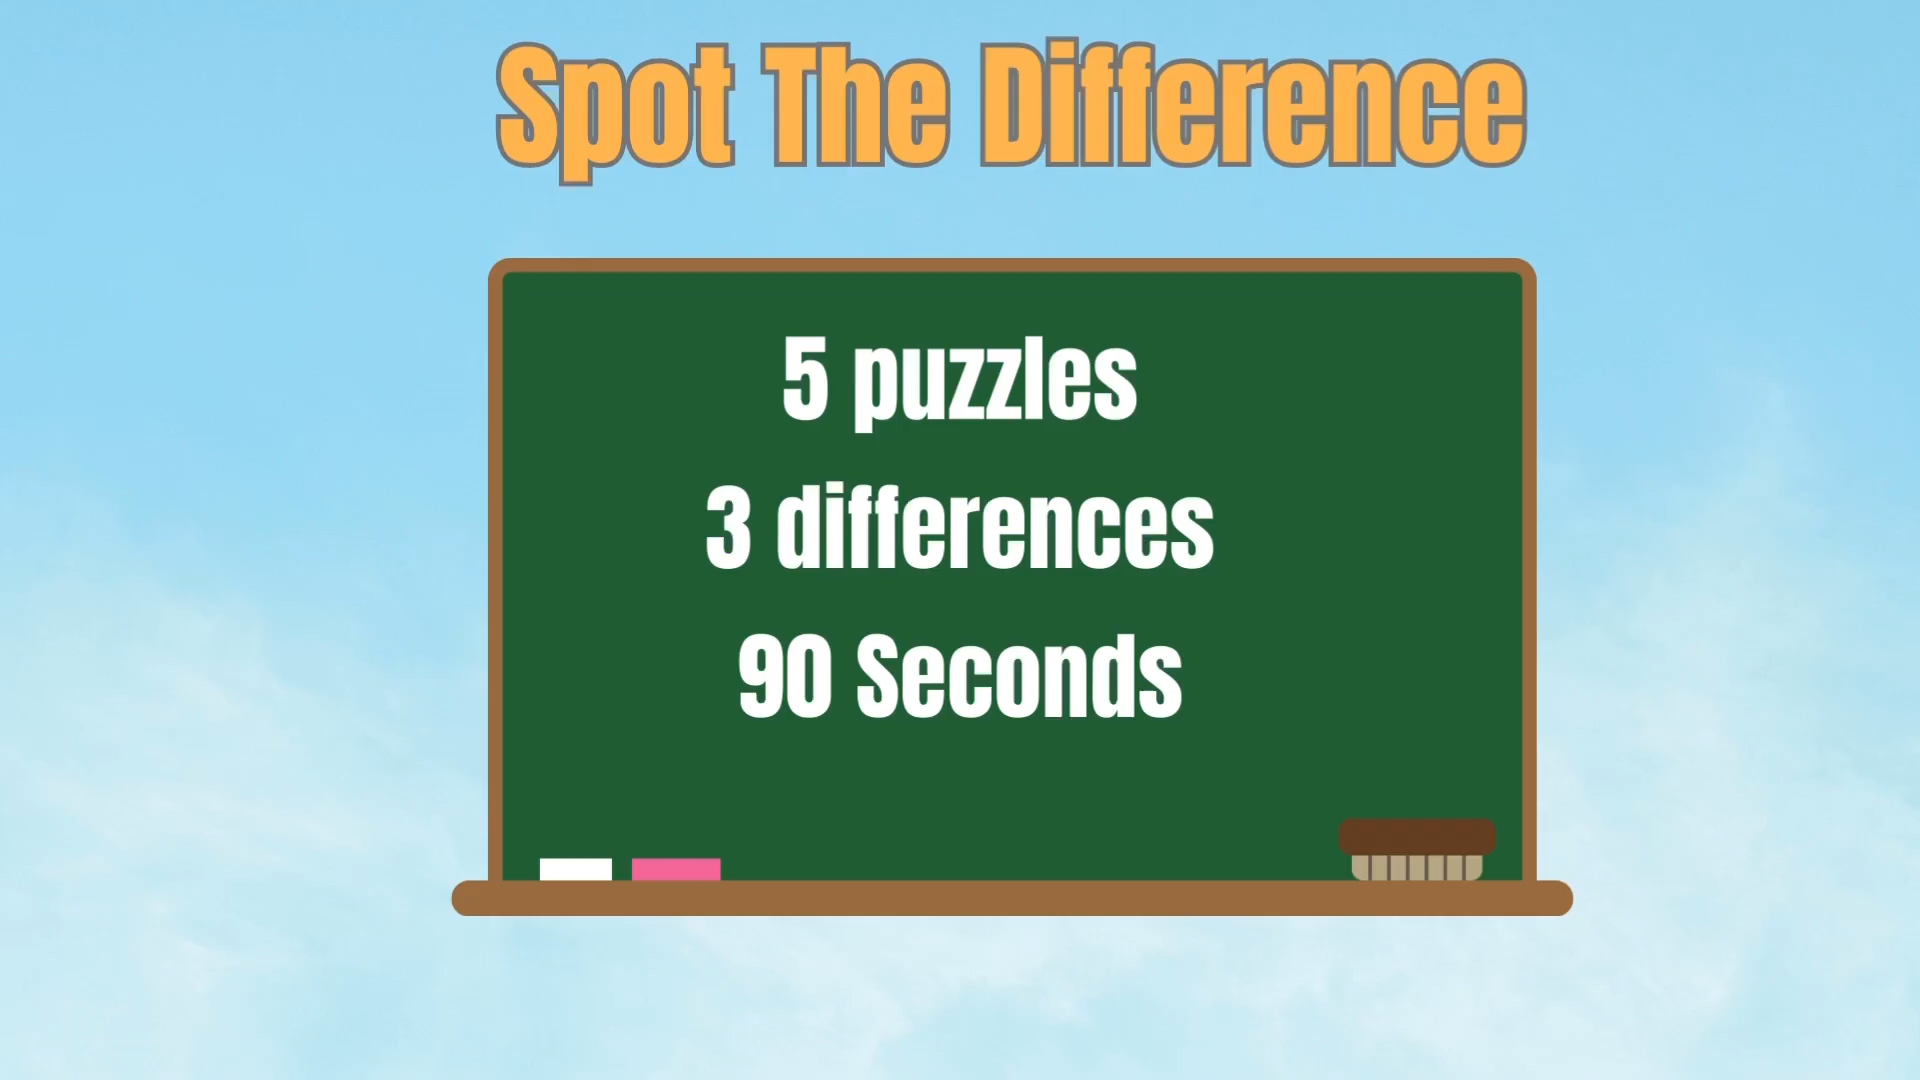 Spot The Difference
5 puzzles
3 differences
90 Seconds